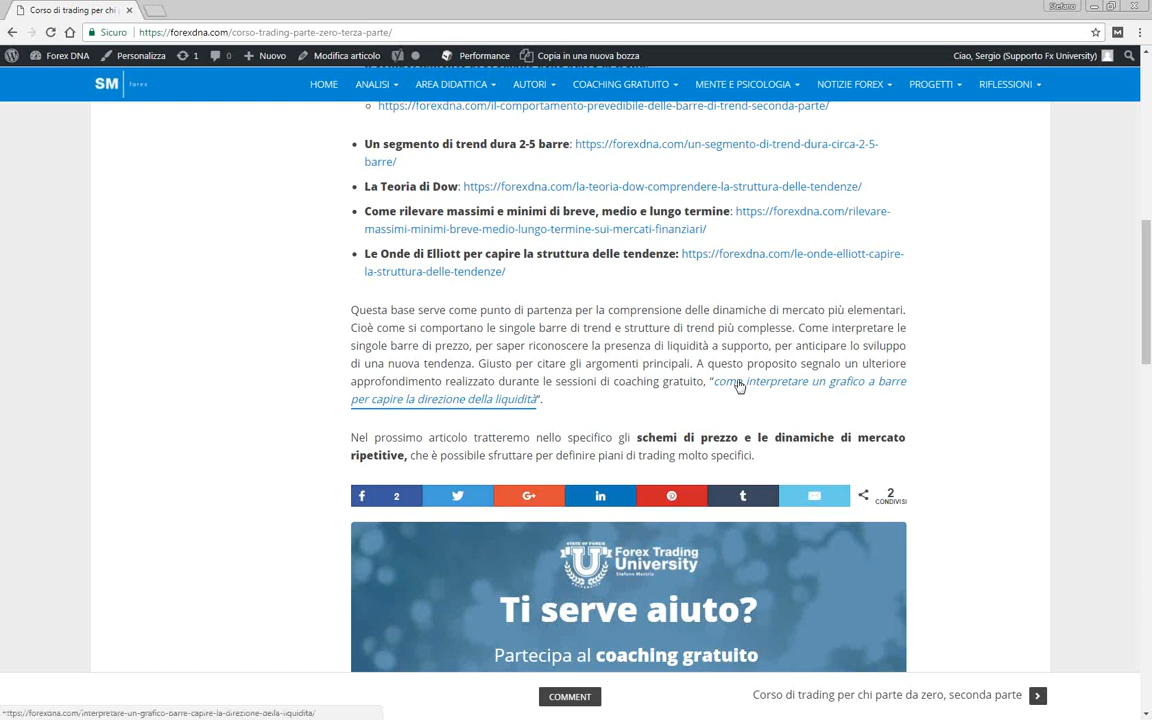 Corso di trading per chi
Stefano
Sicuro
https://forexdna.com/corso-trading-parte-zero-terza-parte/
Forex DNA
Personalizza
1
0
Nuovo
Modifica articolo
Performance
Copia in una nuova bozza
Ciao, Sergio (Supporto Fx University)
SM forex
HOME
ANALISI
AREA DIDATTICA
AUTORI
COACHING GRATUITO
MENTE E PSICOLOGIA
NOTIZIE FOREX
PROGETTI
RIFLESSIONI
https://forexdna.com/il-comportamento-prevedibile-delle-barre-di-trend-seconda-parte/
Un segmento di trend dura 2-5 barre: https://forexdna.com/un-segmento-di-trend-dura-circa-2-5-
barre/
La Teoria di Dow: https://forexdna.com/la-teoria-dow-comprendere-la-struttura-delle-tendenze/
Come rilevare massimi e minimi di breve, medio e lungo termine: https://forexdna.com/rilevare-
massimi-minimi-breve-medio-lungo-termine-sui-mercati-finanziari/
Le Onde di Elliott per capire la struttura delle tendenze: https://forexdna.com/le-onde-elliott-capire-
la-struttura-delle-tendenze/
Questa base serve come punto di partenza per la comprensione delle dinamiche di mercato più elementari.
Cioè come si comportano le singole barre di trend e strutture di trend più complesse. Come interpretare le
singole barre di prezzo, per saper riconoscere la presenza di liquidità a supporto, per anticipare lo sviluppo
di una nuova tendenza. Giusto per citare gli argomenti principali. A questo proposito segnalo un ulteriore
approfondimento realizzato durante le sessioni di coaching gratuito, “come interpretare un grafico a barre
per capire la direzione della liquidità”.
Nel prossimo articolo tratteremo nello specifico gli schemi di prezzo e le dinamiche di mercato
ripetitive, che è possibile sfruttare per definire piani di trading molto specifici.
2
2
CONDIVISI
Forex Trading
University
Stefano Mastria
Ti serve aiuto?
Partecipa al coaching gratuito
COMMENT
Corso di trading per chi parte da zero, seconda parte
https://forexdna.com/interpretare-un-grafico-barre-capire-la-direzione-della-liquidita/